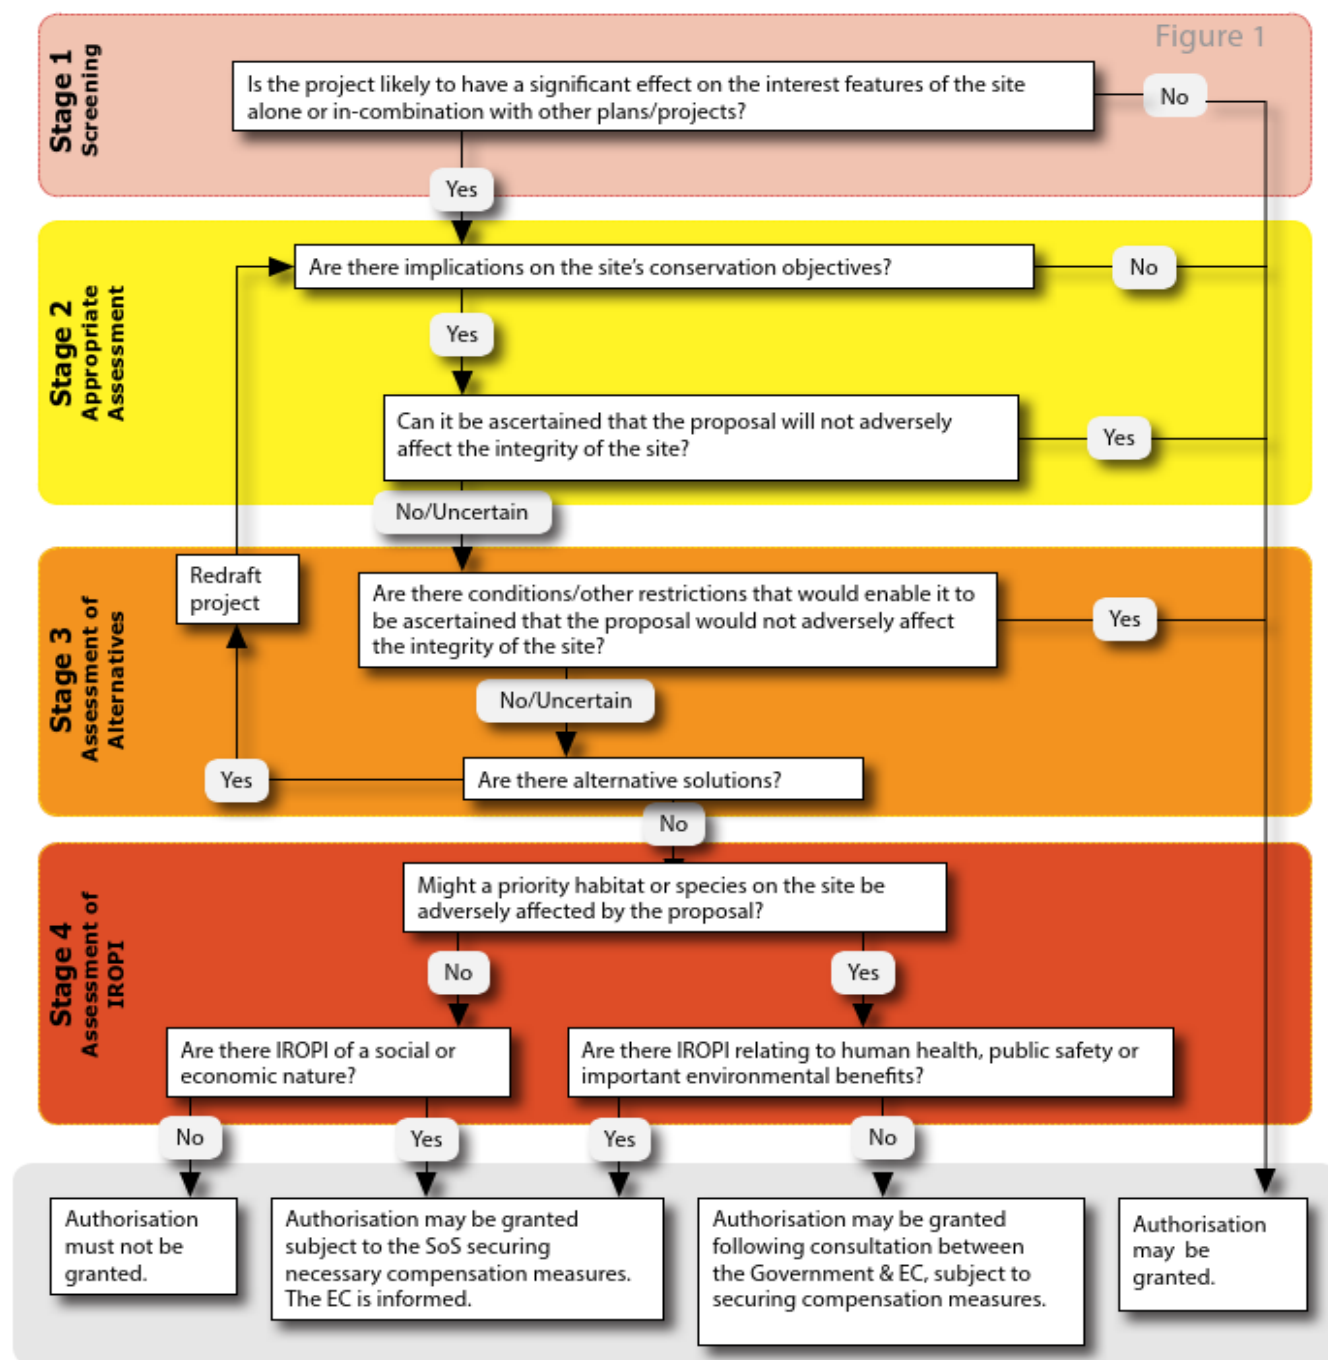 Figure 1
Stage 1
Screening
Is the project likely to have a significant effect on the interest features of the site
alone or in-combination with other plans/projects?
No
Yes
Stage 2
Appropriate
Assessment
Are there implications on the site's conservation objectives?
No
Yes
Can it be ascertained that the proposal will not adversely
affect the integrity of the site?
Yes
No/Uncertain
Stage 3
Assessment of
Alternatives
Redraft
project
Are there conditions/other restrictions that would enable it to
be ascertained that the proposal would not adversely affect
the integrity of the site?
Yes
No/Uncertain
Are there alternative solutions?
Yes
No
Stage 4
Assessment of
IROPI
Might a priority habitat or species on the site be
adversely affected by the proposal?
No
Yes
Are there IROPI of a social or
economic nature?
Are there IROPI relating to human health, public safety or
important environmental benefits?
No
Yes
Yes
No
Authorisation
must not be
granted.
Authorisation may be granted
subject to the SoS securing
necessary compensation measures.
The EC is informed.
Authorisation may be granted
following consultation between
the Government & EC, subject to
securing compensation measures.
Authorisation
may be
granted.